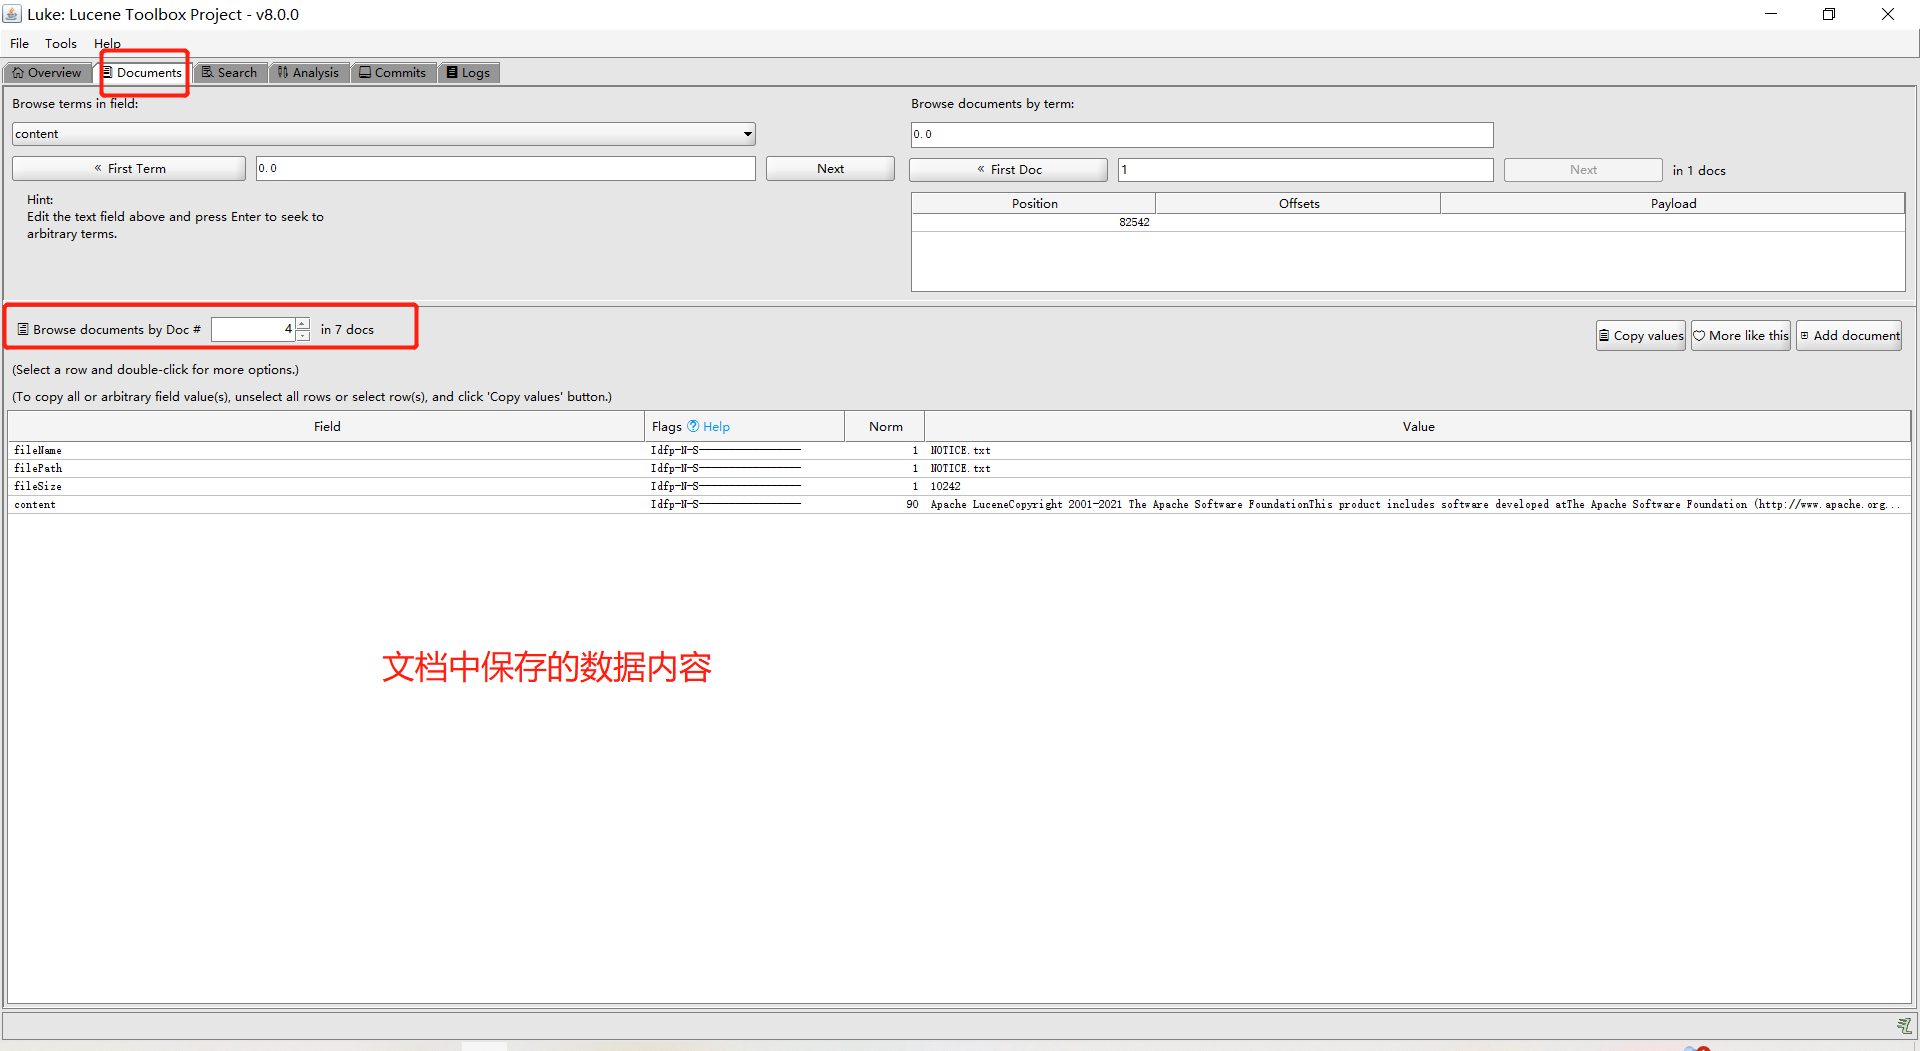 Luke: Lucene Toolbox Project - v8.0.0
File Tools Help
Overview Documents Search Analysis Commits Logs
Browse terms in field:
content
« First Term 0.0 Next
Hint:
Edit the text field above and press Enter to seek to
arbitrary terms.
Browse documents by term:
0.0
« First Doc 1 Next in 1 docs
Position Offsets Payload
82542
Browse documents by Doc # 4 in 7 docs
Copy values More like this Add document
(Select a row and double-click for more options.)
(To copy all or arbitrary field value(s), unselect all rows or select row(s), and click 'Copy values' button.)
Field Flags Help Norm Value
fileName Idfp-N-S----------------- 1 NOTICE.txt
filePath Idfp-N-S----------------- 1 NOTICE.txt
fileSize Idfp-N-S----------------- 1 10242
content Idfp-N-S----------------- 90 Apache LuceneCopyright 2001-2021 The Apache Software FoundationThis product includes software developed atThe Apache Software Foundation (http://www.apache.org...
文档中保存的数据内容